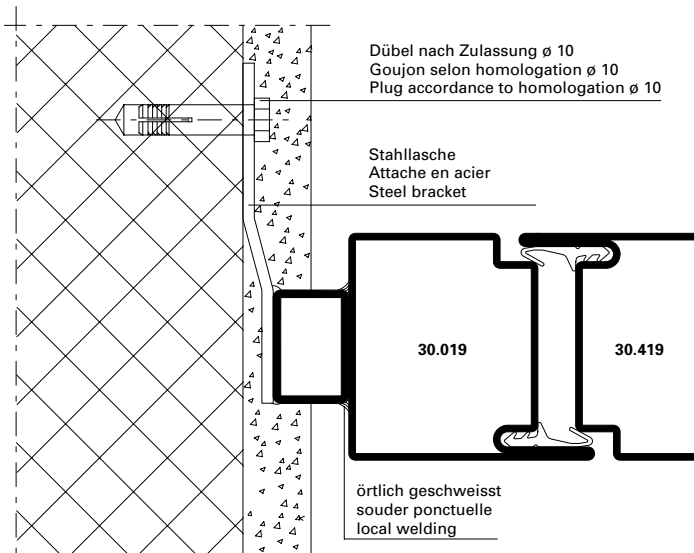 Dübel nach Zulassung ø 10
Goujon selon homologation ø 10
Plug accordance to homologation ø 10
Stahllasche
Attache en acier
Steel bracket
30.019
30.419
örtlich geschweisst
souder ponctuelle
local welding